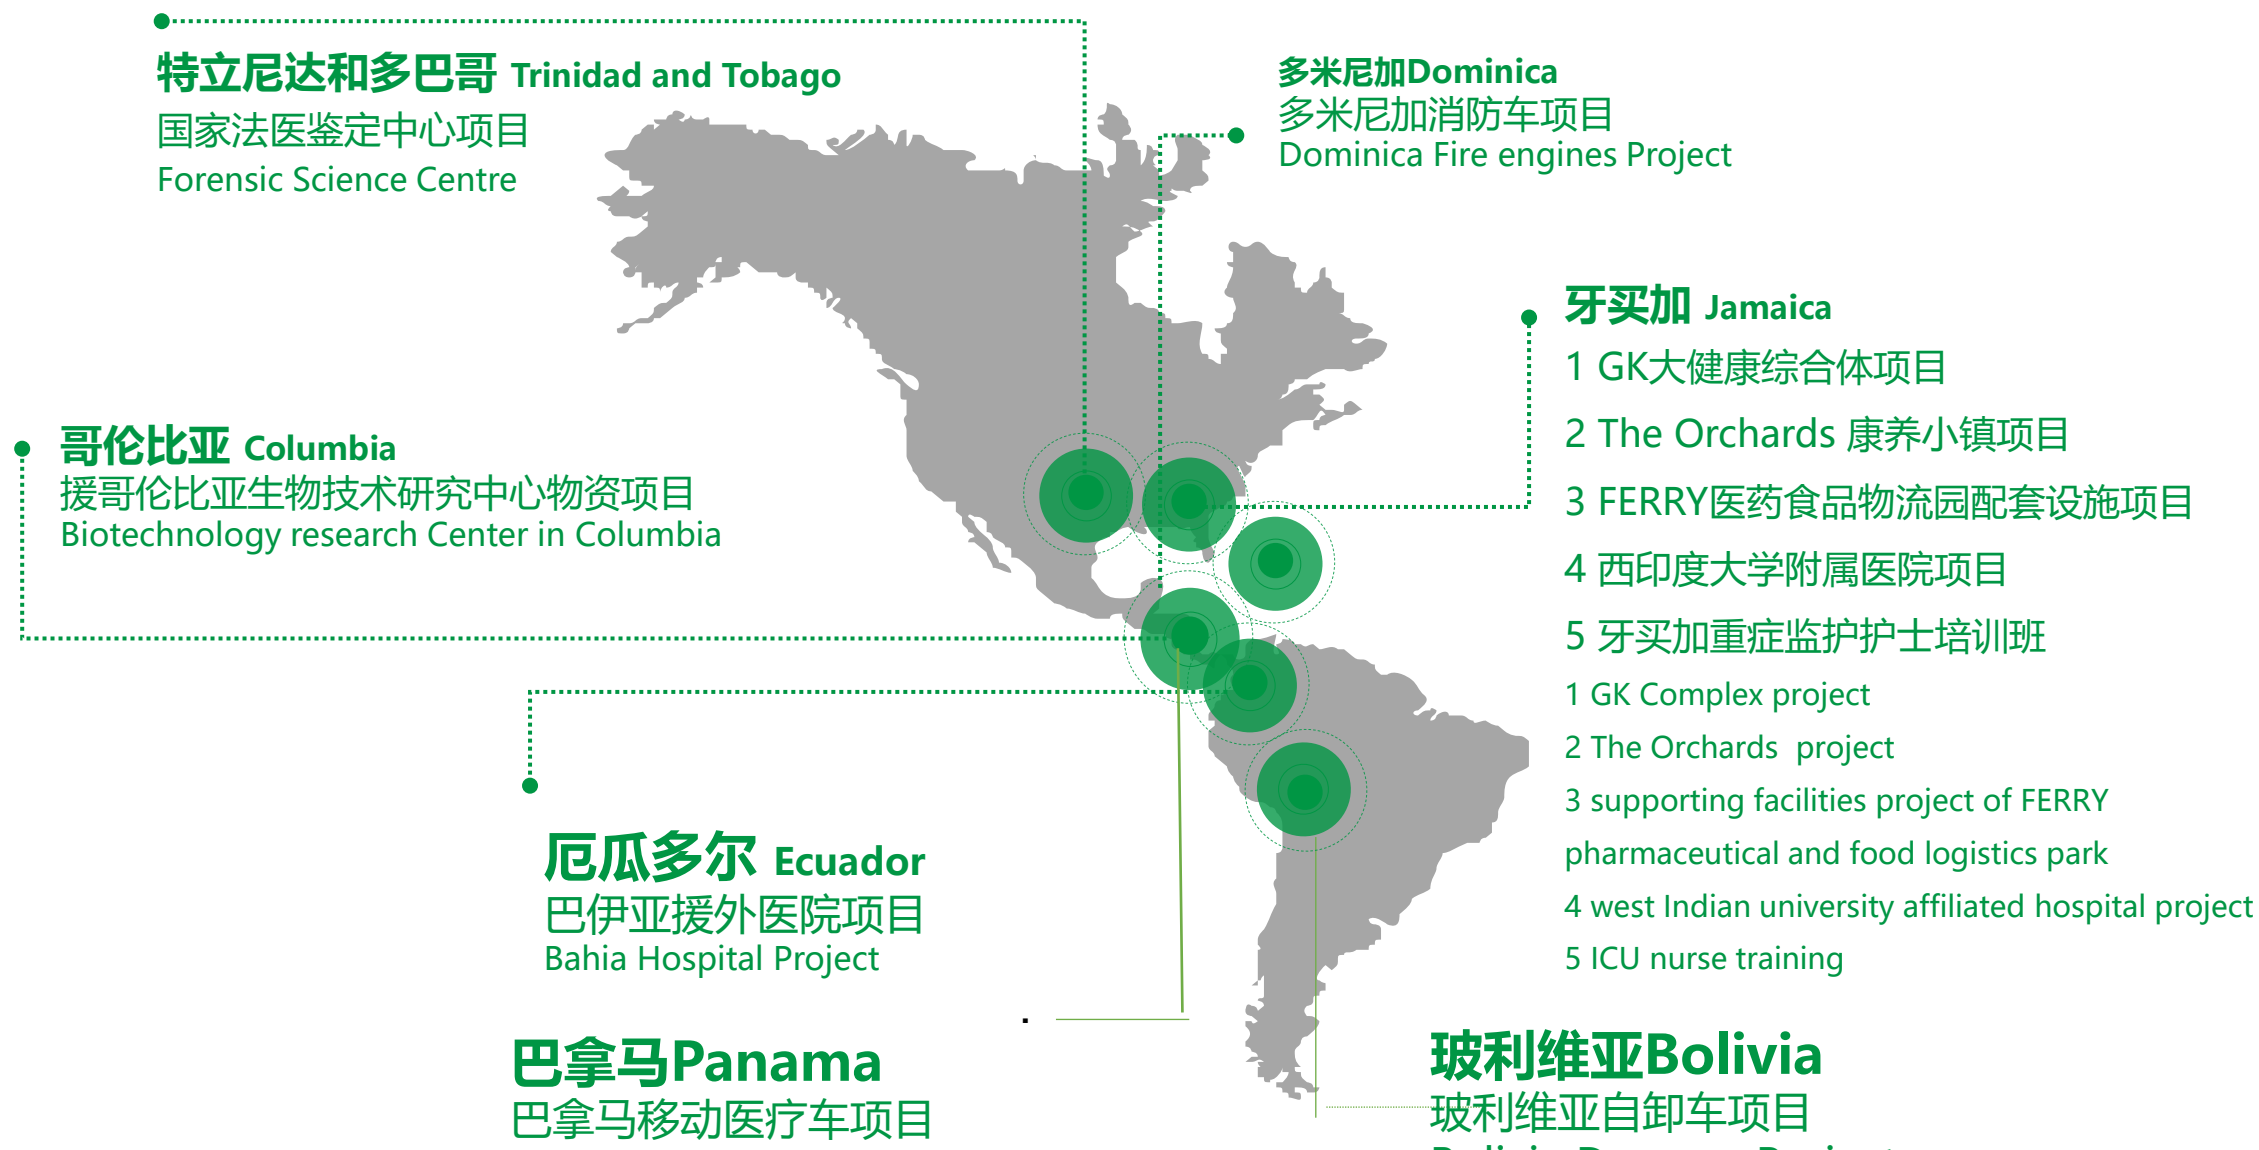 特立尼达和多巴哥 Trinidad and Tobago
国家法医鉴定中心项目
Forensic Science Centre
多米尼加Dominica
多米尼加消防车项目
Dominica Fire engines Project
牙买加 Jamaica
1 GK大健康综合体项目
2 The Orchards 康养小镇项目
3 FERRY医药食品物流园配套设施项目
4 西印度大学附属医院项目
5 牙买加重症监护护士培训班
1 GK Complex project
2 The Orchards  project
3 supporting facilities project of FERRY
pharmaceutical and food logistics park
4 west Indian university affiliated hospital project
5 ICU nurse training
哥伦比亚 Columbia
援哥伦比亚生物技术研究中心物资项目
Biotechnology research Center in Columbia
厄瓜多尔 Ecuador
巴伊亚援外医院项目
Bahia Hospital Project
巴拿马Panama
巴拿马移动医疗车项目
玻利维亚Bolivia
玻利维亚自卸车项目